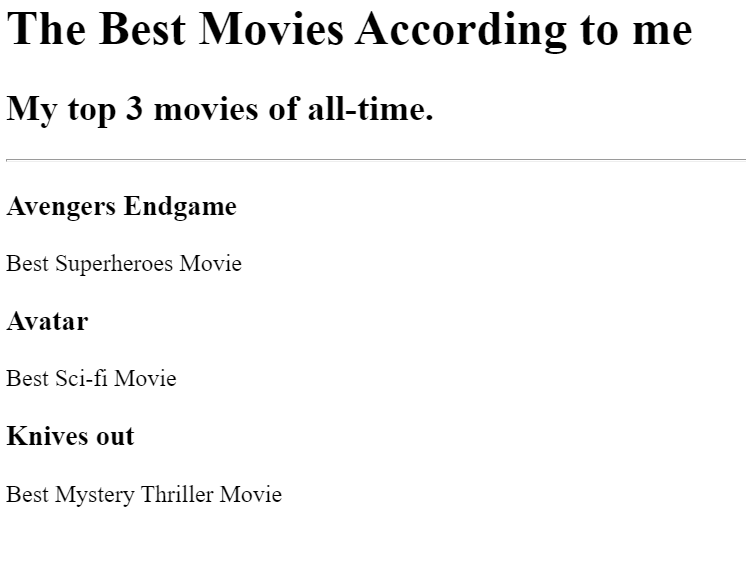 The Best Movies According to me
My top 3 movies of all-time.
Avengers Endgame
Best Superheroes Movie
Avatar
Best Sci-fi Movie
Knives out
Best Mystery Thriller Movie